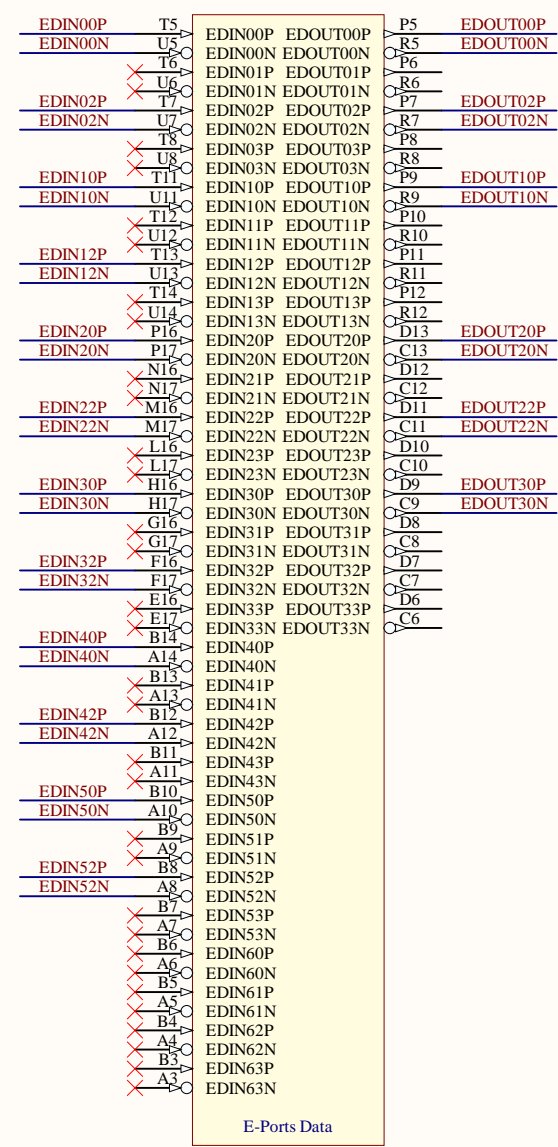 EDIN00P T5 EDIN00P EDOUT00P P5 EDOUT00P
EDIN00N U5 EDIN00N EDOUT00N R5 EDOUT00N
T6 EDIN01P EDOUT01P P6
U6 EDIN01N EDOUT01N R6
EDIN02P T7 EDIN02P EDOUT02P P7 EDOUT02P
EDIN02N U7 EDIN02N EDOUT02N R7 EDOUT02N
T8 EDIN03P EDOUT03P P8
U8 EDIN03N EDOUT03N R8
EDIN10P T11 EDIN10P EDOUT10P P9 EDOUT10P
EDIN10N U11 EDIN10N EDOUT10N R9 EDOUT10N
T12 EDIN11P EDOUT11P P10
U12 EDIN11N EDOUT11N R10
EDIN12P T13 EDIN12P EDOUT12P P11
EDIN12N U13 EDIN12N EDOUT12N R11
T14 EDIN13P EDOUT13P P12
U14 EDIN13N EDOUT13N R12
EDIN20P P16 EDIN20P EDOUT20P D13 EDOUT20P
EDIN20N P17 EDIN20N EDOUT20N C13 EDOUT20N
N16 EDIN21P EDOUT21P D12
N17 EDIN21N EDOUT21N C12
EDIN22P M16 EDIN22P EDOUT22P D11 EDOUT22P
EDIN22N M17 EDIN22N EDOUT22N C11 EDOUT22N
L16 EDIN23P EDOUT23P D10
L17 EDIN23N EDOUT23N C10
EDIN30P H16 EDIN30P EDOUT30P D9 EDOUT30P
EDIN30N H17 EDIN30N EDOUT30N C9 EDOUT30N
G16 EDIN31P EDOUT31P D8
G17 EDIN31N EDOUT31N C8
EDIN32P F16 EDIN32P EDOUT32P D7
EDIN32N F17 EDIN32N EDOUT32N C7
E16 EDIN33P EDOUT33P D6
E17 EDIN33N EDOUT33N C6
EDIN40P B14 EDIN40P
EDIN40N A14 EDIN40N
B13 EDIN41P
A13 EDIN41N
EDIN42P B12 EDIN42P
EDIN42N A12 EDIN42N
B11 EDIN43P
A11 EDIN43N
EDIN50P B10 EDIN50P
EDIN50N A10 EDIN50N
B9 EDIN51P
A9 EDIN51N
EDIN52P B8 EDIN52P
EDIN52N A8 EDIN52N
B7 EDIN53P
A7 EDIN53N
B6 EDIN60P
A6 EDIN60N
B5 EDIN61P
A5 EDIN61N
B4 EDIN62P
A4 EDIN62N
B3 EDIN63P
A3 EDIN63N
E-Ports Data